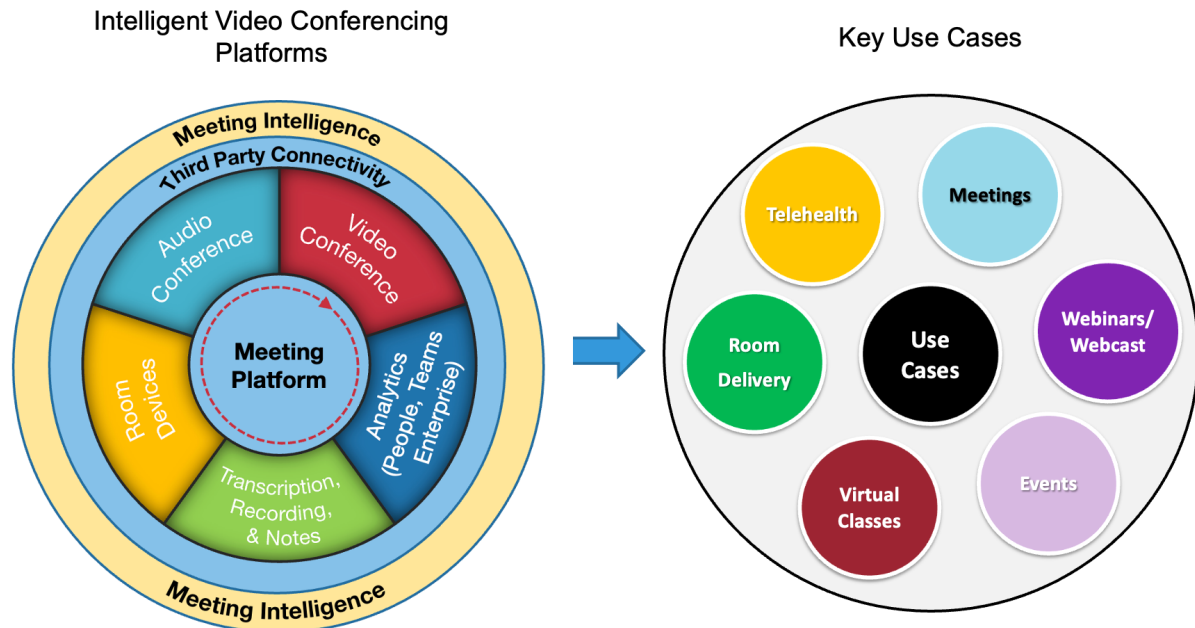 Intelligent Video Conferencing
Platforms
Meeting Intelligence
Third Party Connectivity
Audio
Conference
Video
Conference
Room
Devices
Meeting
Platform
Analytics
(People, Teams
Enterprise)
Transcription,
Recording,
& Notes
Meeting Intelligence
Key Use Cases
Telehealth
Meetings
Room
Delivery
Use
Cases
Webinars/
Webcast
Virtual
Classes
Events